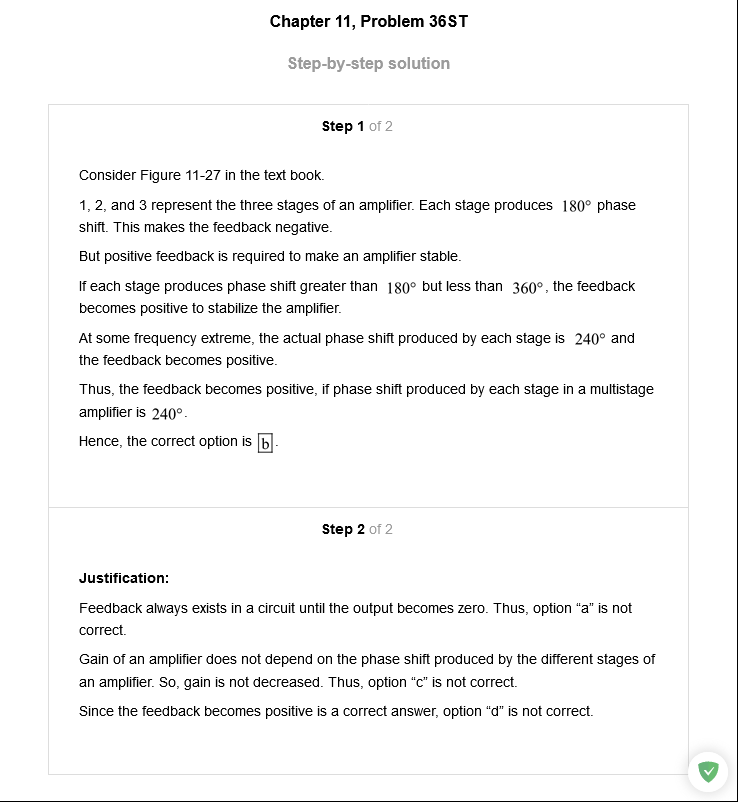 Chapter 11, Problem 36ST
Step-by-step solution
Step 1 of 2
Consider Figure 11-27 in the text book.
1, 2, and 3 represent the three stages of an amplifier. Each stage produces 180° phase
shift. This makes the feedback negative.
But positive feedback is required to make an amplifier stable.
If each stage produces phase shift greater than 180° but less than 360°, the feedback
becomes positive to stabilize the amplifier.
At some frequency extreme, the actual phase shift produced by each stage is 240° and
the feedback becomes positive.
Thus, the feedback becomes positive, if phase shift produced by each stage in a multistage
amplifier is 240°.
Hence, the correct option is b.
Step 2 of 2
Justification:
Feedback always exists in a circuit until the output becomes zero. Thus, option “a” is not
correct.
Gain of an amplifier does not depend on the phase shift produced by the different stages of
an amplifier. So, gain is not decreased. Thus, option “c” is not correct.
Since the feedback becomes positive is a correct answer, option “d” is not correct.